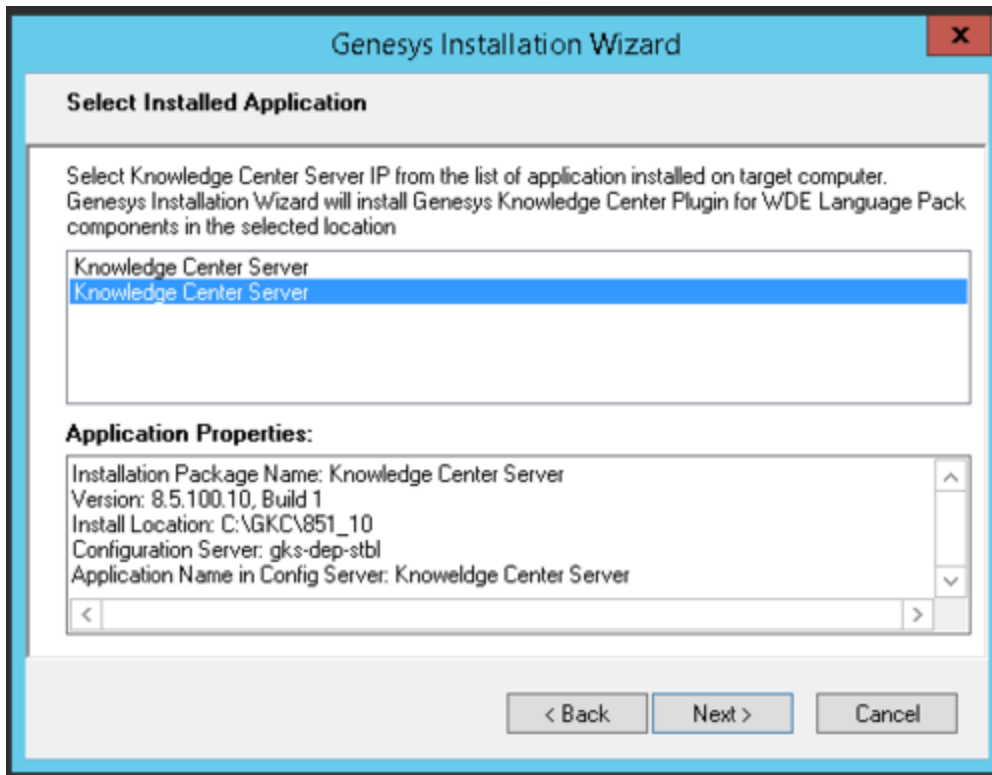 Genesys Installation Wizard
x
Select Installed Application
Select Knowledge Center Server IP from the list of application installed on target computer.
Genesys Installation Wizard will install Genesys Knowledge Center Plugin for WDE Language Pack
components in the selected location
Knowledge Center Server
Knowledge Center Server
Application Properties:
Installation Package Name: Knowledge Center Server
Version: 8.5.100.10, Build 1
Install Location: C:\GKC\851_10
Configuration Server: gks-dep-stbl
Application Name in Config Server: Knoweldge Center Server
< Back Next > Cancel